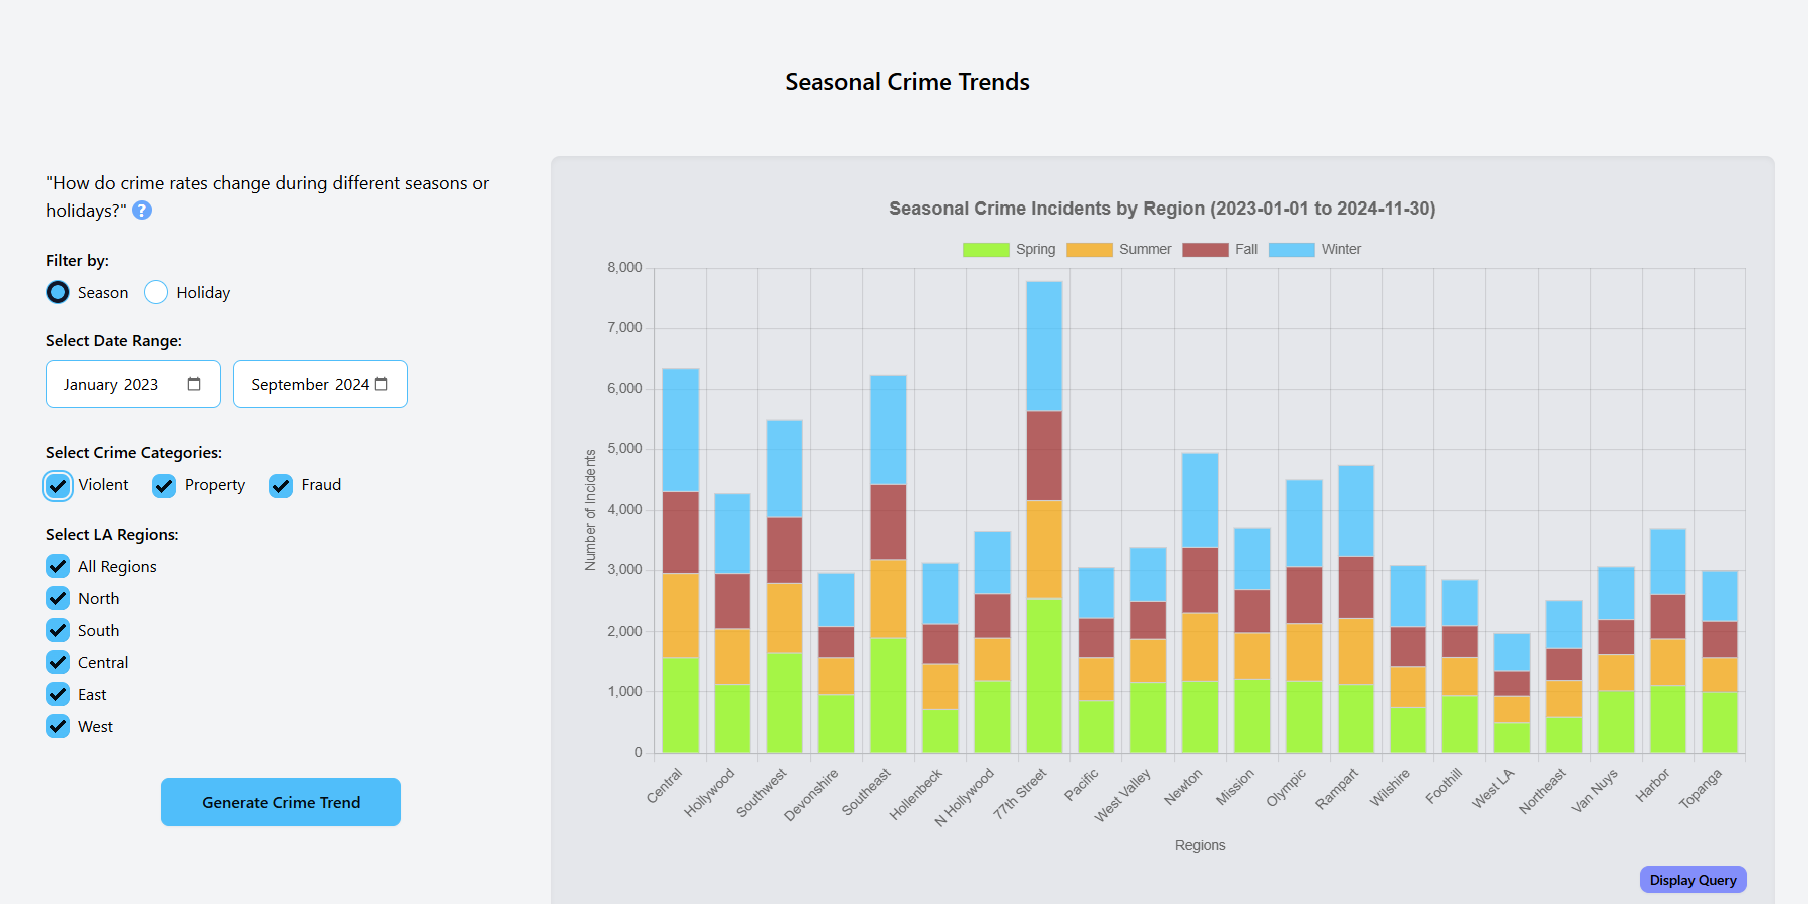 Seasonal Crime Trends
"How do crime rates change during different seasons or
holidays?" ?
Filter by:
Season Holiday
Select Date Range:
January 2023 September 2024
Select Crime Categories:
Violent Property Fraud
Select LA Regions:
All Regions
North
South
Central
East
West
Generate Crime Trend
Seasonal Crime Incidents by Region (2023-01-01 to 2024-11-30)
Spring Summer Fall Winter
8,000
7,000
6,000
5,000
4,000
3,000
2,000
1,000
0
Number of Incidents
Central
Hollywood
Southwest
Devonshire
Southeast
Hollenbeck
N Hollywood
77th Street
Pacific
West Valley
Newton
Mission
Olympic
Rampart
Wilshire
Foothill
West LA
Northeast
Van Nuys
Harbor
Topanga
Regions
Display Query